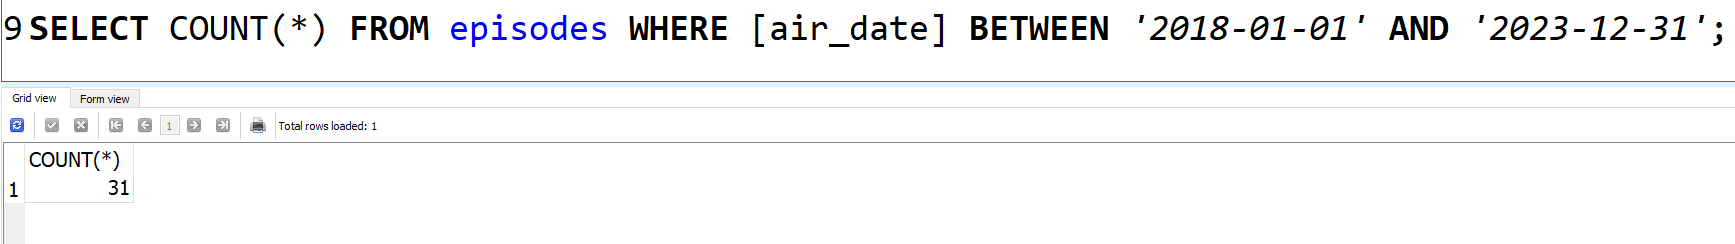 9 SELECT COUNT(*) FROM episodes WHERE [air_date] BETWEEN '2018-01-01' AND '2023-12-31';
Grid view Form view
1 Total rows loaded: 1
COUNT(*)
1 31